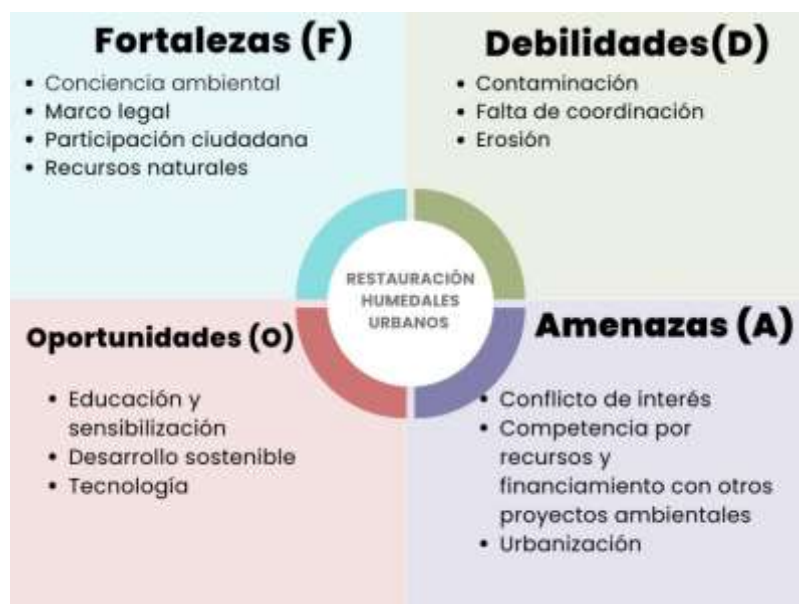 Fortalezas (F)
• Conciencia ambiental
• Marco legal
• Participación ciudadana
• Recursos naturales
Debilidades(D)
• Contaminación
• Falta de coordinación
• Erosión
RESTAURACIÓN
HUMEDALES
URBANOS
Oportunidades (O)
• Educación y
sensibilización
• Desarrollo sostenible
• Tecnología
Amenazas (A)
• Conflicto de interés
• Competencia por
recursos y
financiamiento con otros
proyectos ambientales
• Urbanización